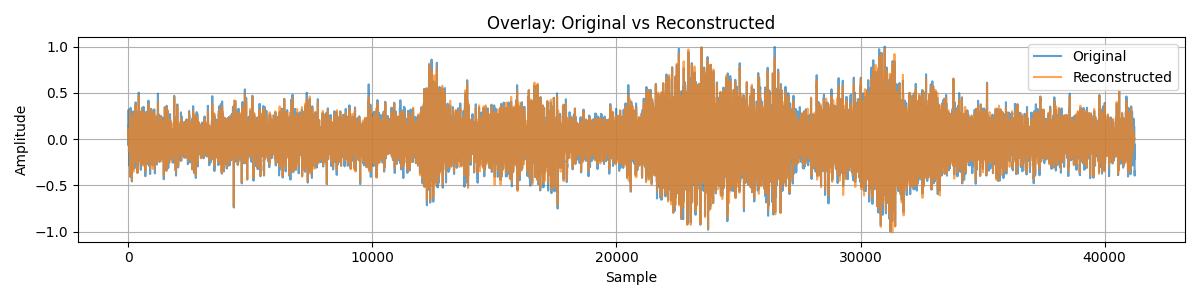 Overlay: Original vs Reconstructed
Original
Reconstructed
Amplitude
1.0
0.5
0.0
−0.5
−1.0
0
10000
20000
30000
40000
Sample